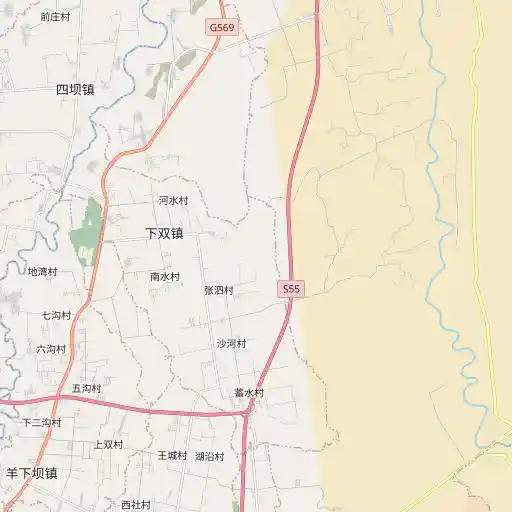 前庄村
G569
四坝镇
河水村
下双镇
地湾村
南水村
张泗村
S55
七沟村
沙河村
六沟村
五沟村
蓄水村
下二沟村
上双村
王城村
湖沿村
羊下坝镇
西社村